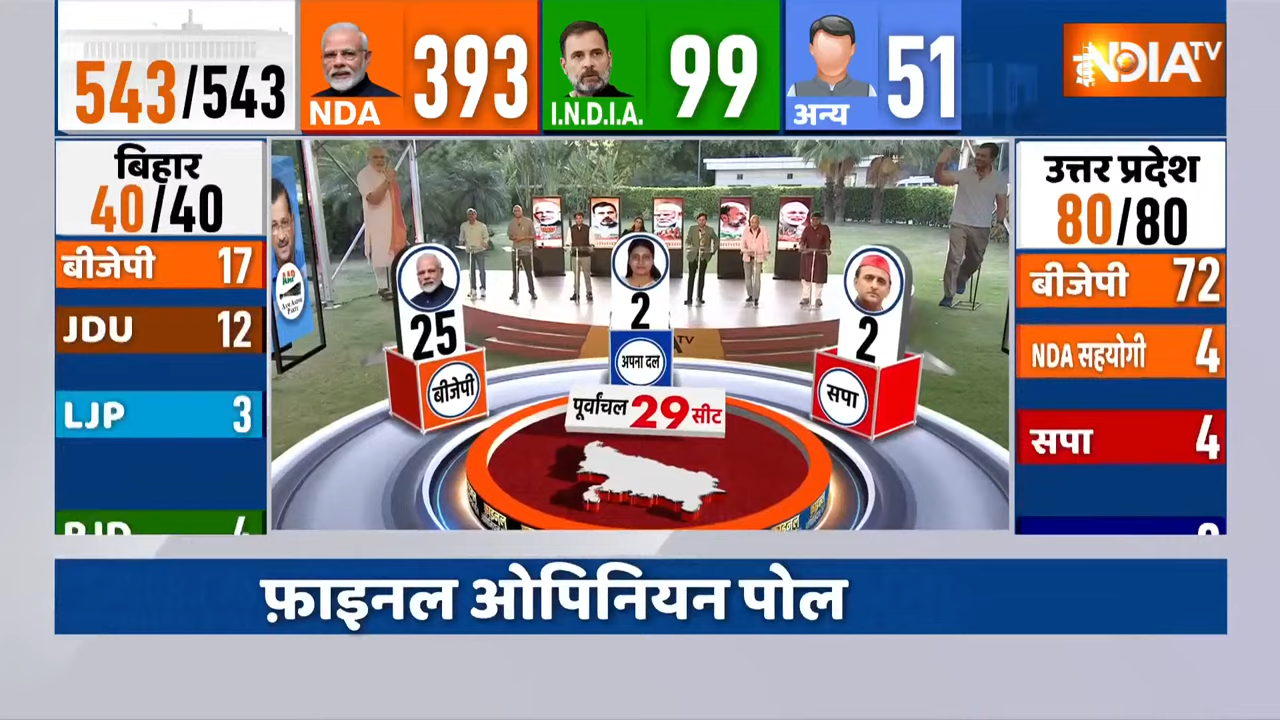 543/543
NDA
393
I.N.D.I.A.
99
अन्य
51
INDIA TV
बिहार
40/40
बीजेपी 17
JDU 12
LJP 3
उत्तर प्रदेश
80/80
बीजेपी 72
NDA सहयोगी 4
सपा 4
25
बीजेपी
2
अपना दल
2
सपा
पूर्वांचल 29 सीट
AAP
फ़ाइनल ओपिनियन पोल